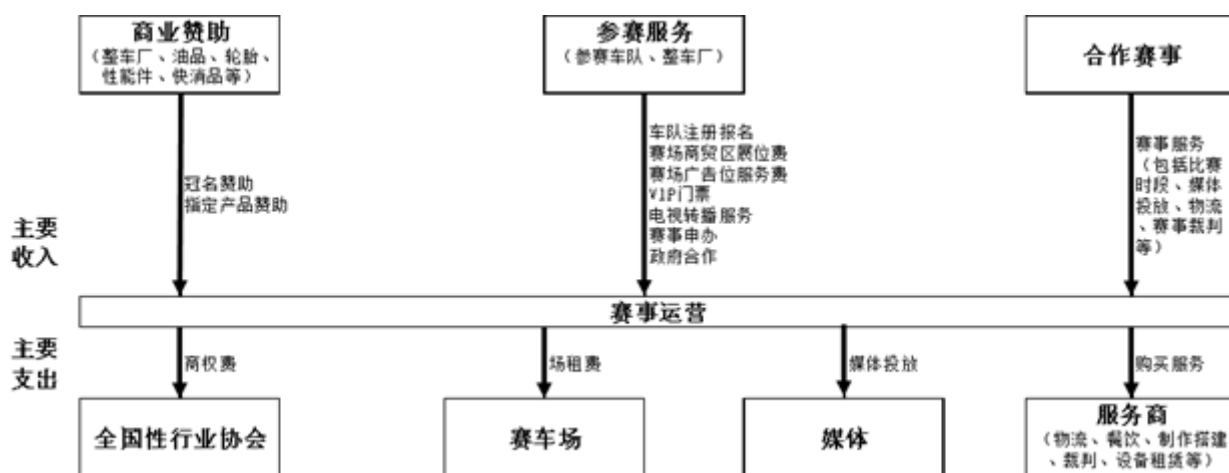 商业赞助
（整车厂、油品、轮胎、
性能件、快消品等）
参赛服务
（参赛车队、整车厂）
合作赛事
冠名赞助
指定产品赞助
车队注册报名
赛场商贸区展位费
赛场广告位服务费
VIP门票
电视转播服务
赛事申办
政府合作
赛事服务
（包括比赛
时段、媒体
投放、物流
、赛事裁判
等）
主要
收入
赛事运营
主要
支出
商权费
场租费
媒体投放
购买服务
全国性行业协会
赛车场
媒体
服务商
（物流、餐饮、制作搭建
、裁判、设备租赁等）